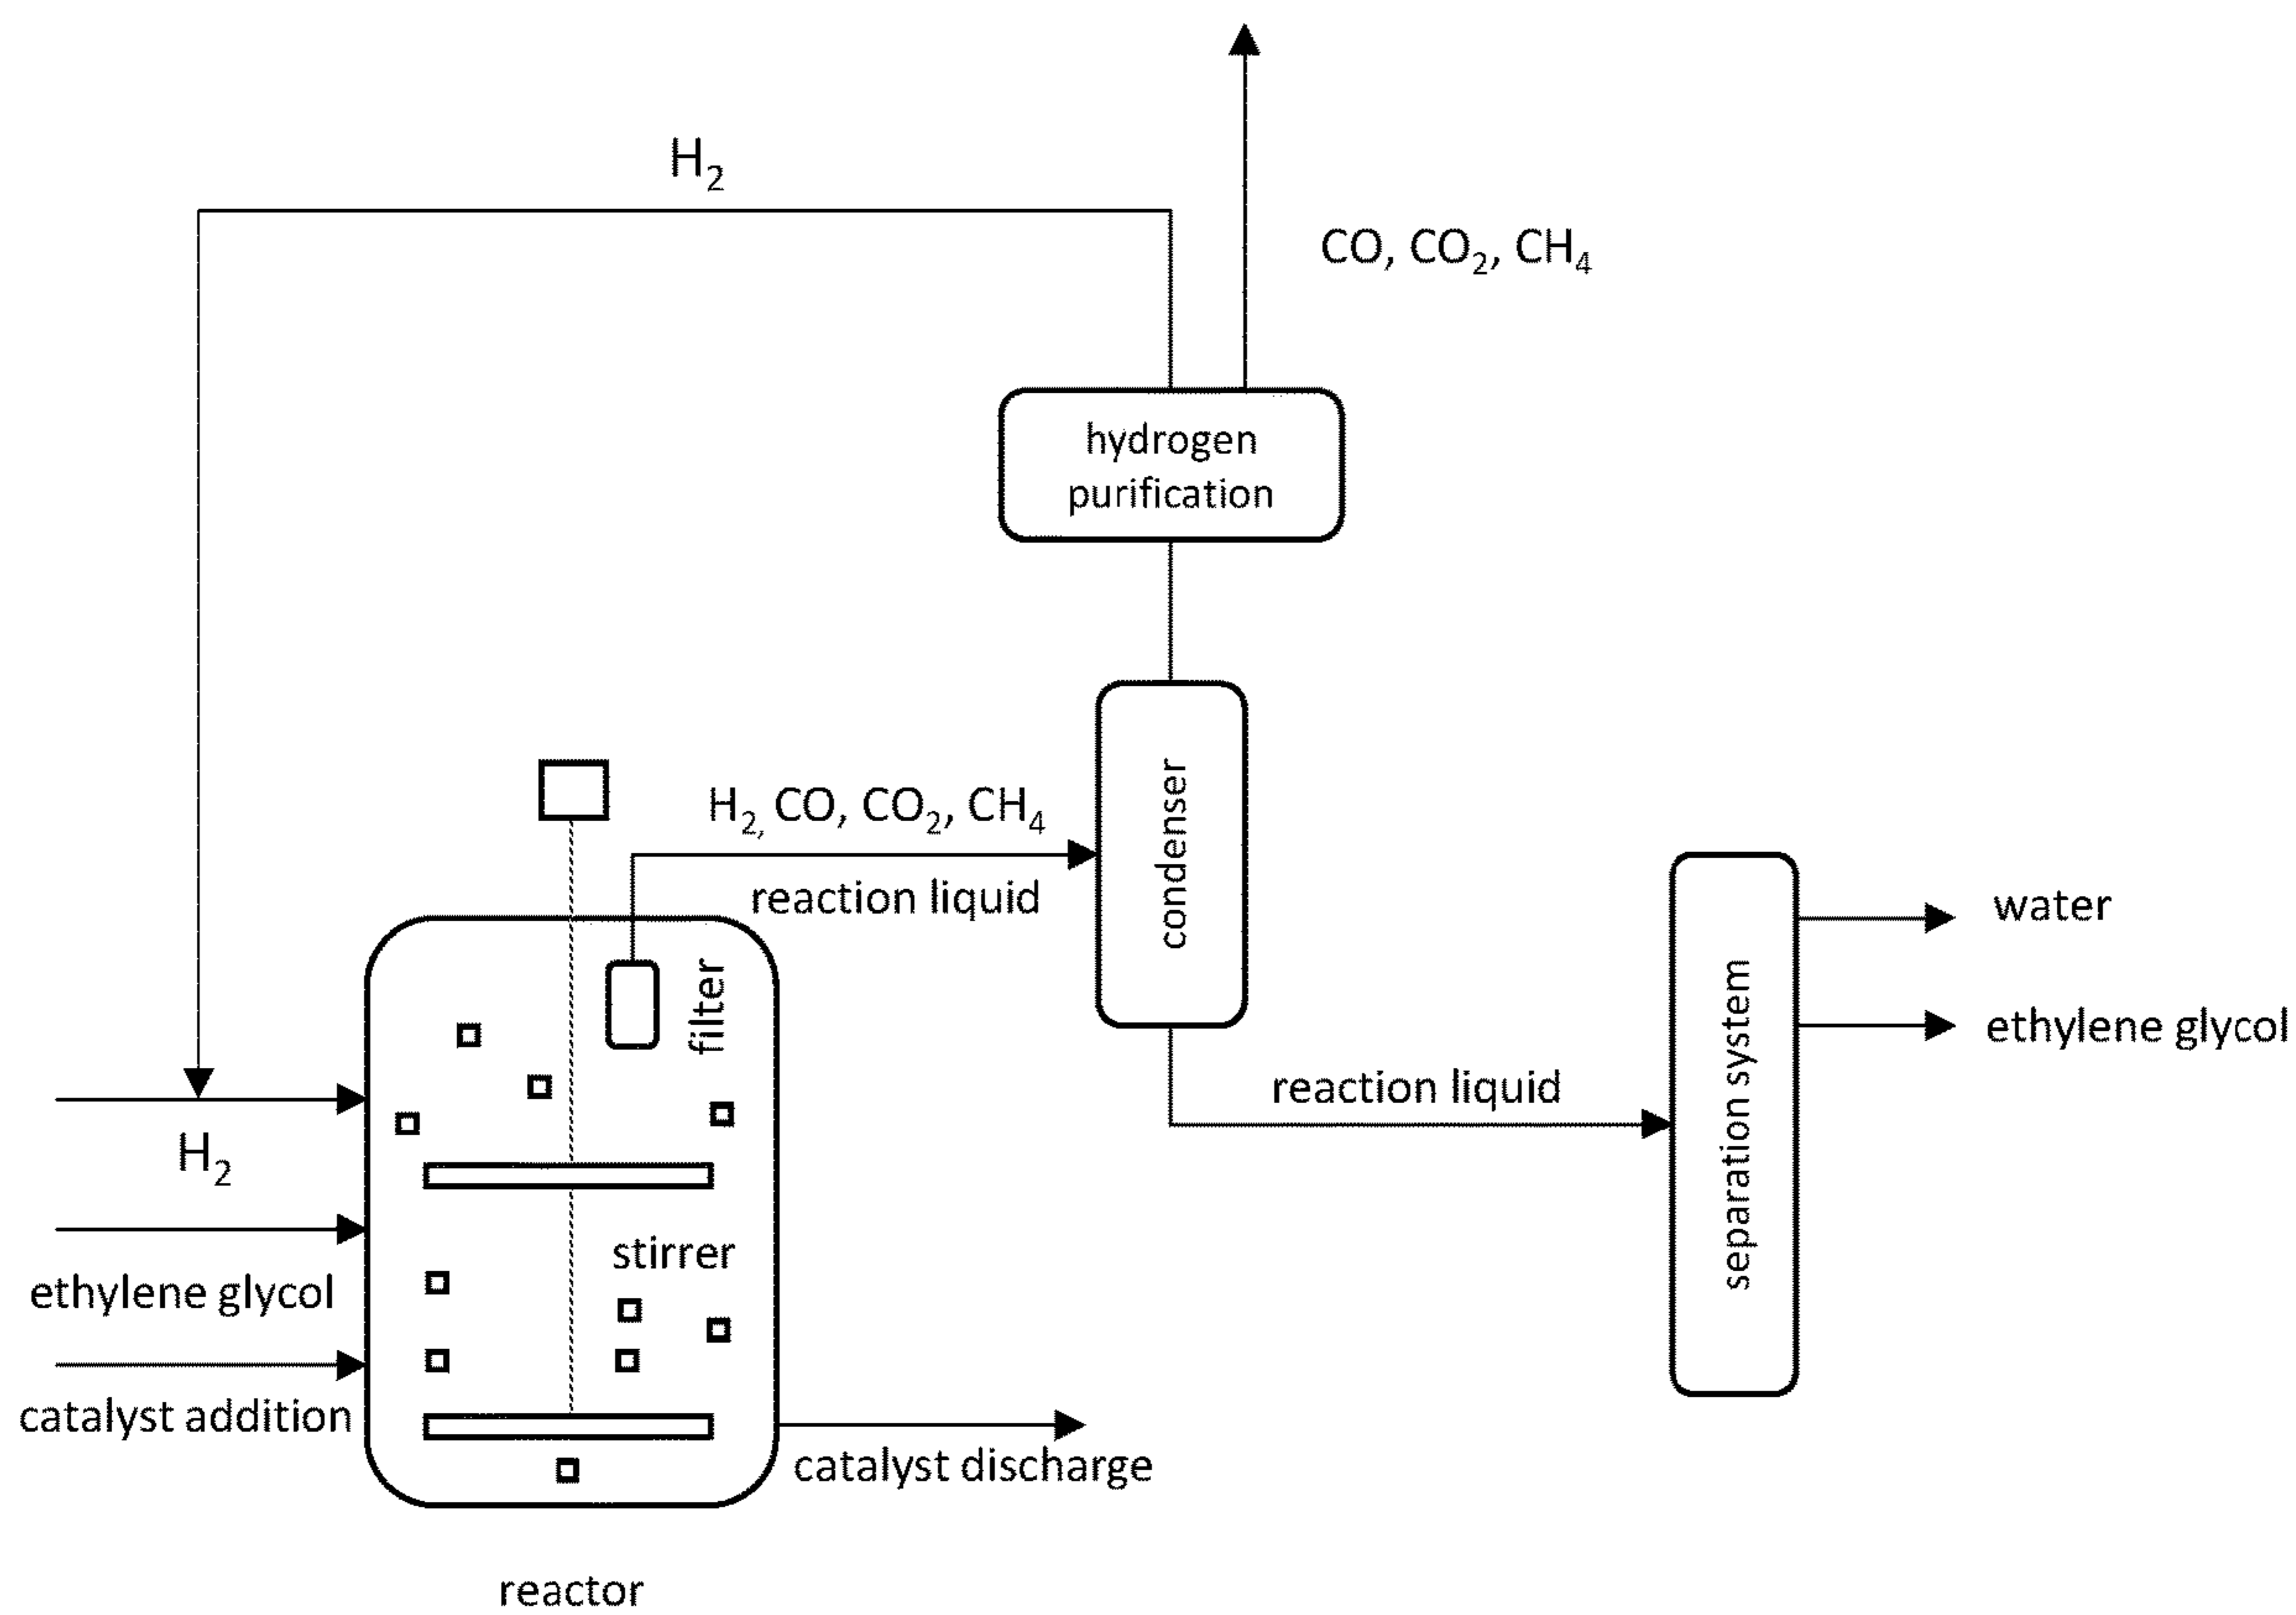 H₂
CO, CO₂, CH₄
hydrogen
purification
H₂, CO, CO₂, CH₄
reaction liquid
condenser
filter
water
ethylene glycol
separation system
reaction liquid
H₂
stirrer
ethylene glycol
catalyst addition
catalyst discharge
reactor